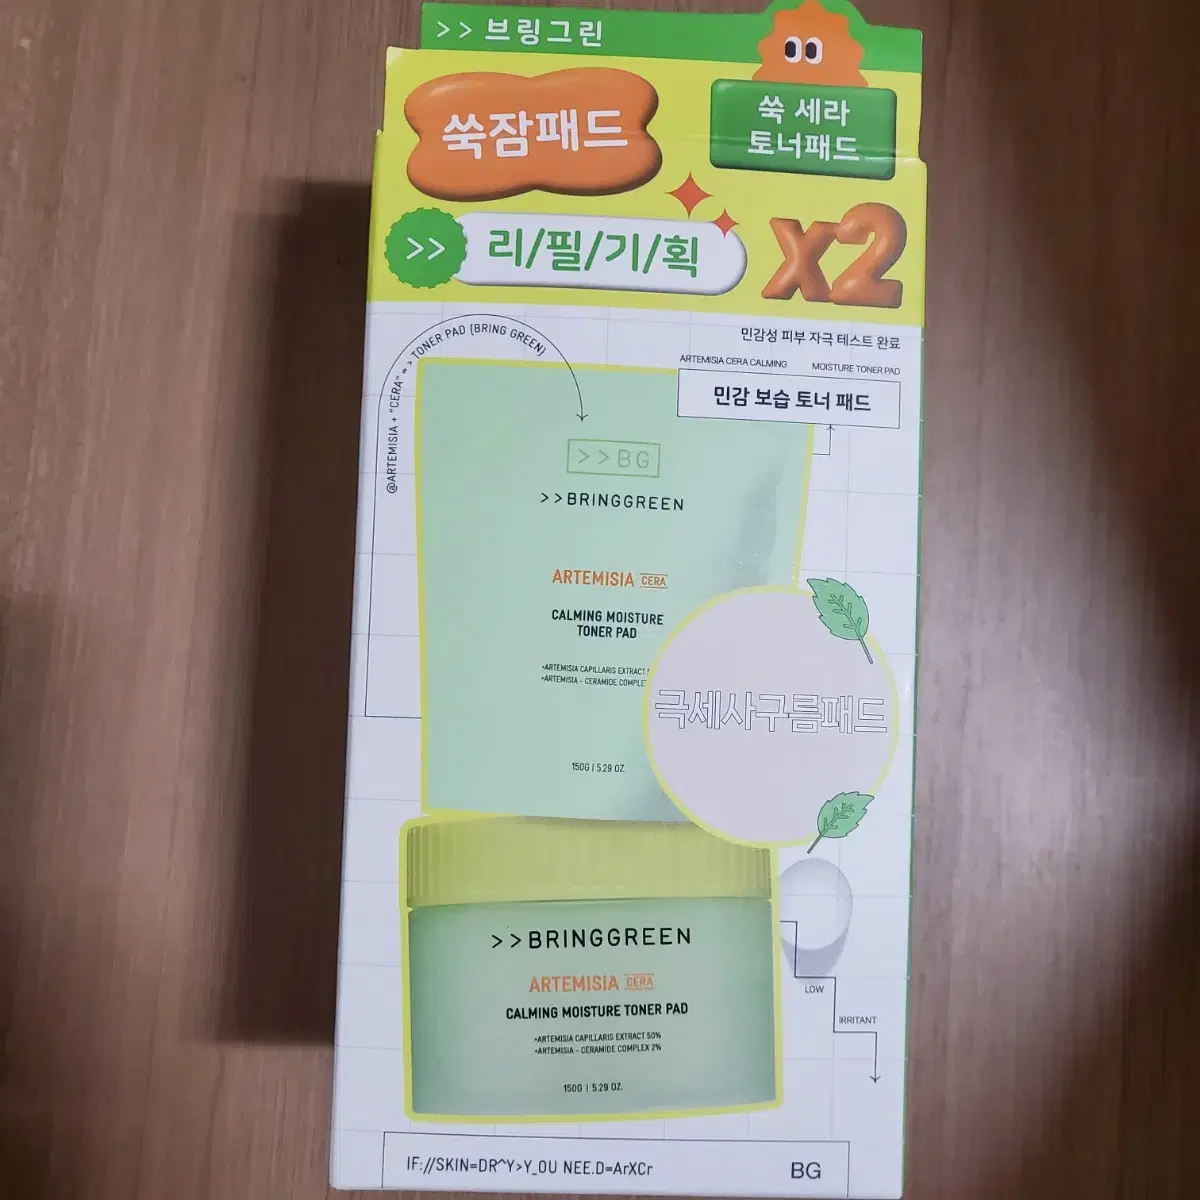 >> 브링그린
쑥잠패드
쑥 세라
토너패드
>> 리/필/기/획
X2
민감성 피부 자극 테스트 완료
ARTEMISIA CERA CALMING MOISTURE TONER PAD
민감 보습 토너 패드
@ARTEMISIA + "CERA" = > TONER PAD (BRING GREEN)
>>BG
>>BRINGGREEN
ARTEMISIA CERA
CALMING MOISTURE
TONER PAD
+ARTEMISIA CAPILLARIS EXTRACT
+ARTEMISIA - CERAMIDE
150G | 5.29 OZ.
극세사구름패드
>>BRINGGREEN
ARTEMISIA CERA
CALMING MOISTURE TONER PAD
+ARTEMISIA CAPILLARIS EXTRACT 50%
+ARTEMISIA - CERAMIDE COMPLEX 2%
150G | 5.29 OZ.
LOW
IRRITANT
IF://SKIN=DR^Y>Y_OU NEE.D=ArXCr
BG